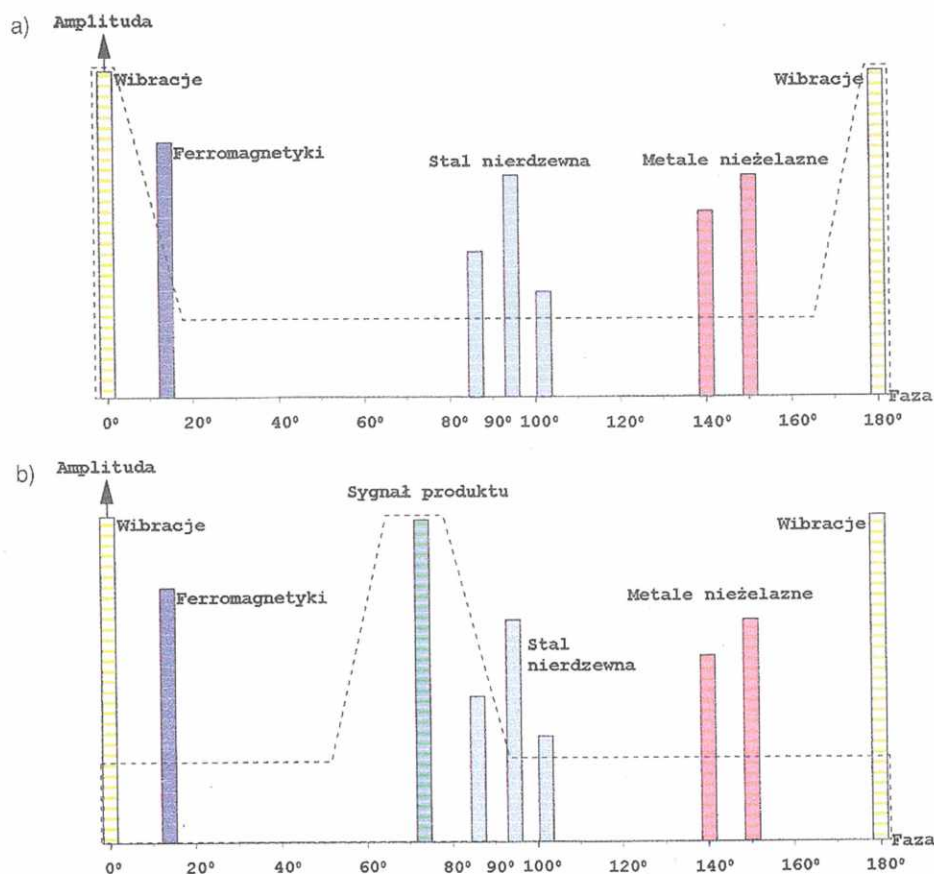 a)
Amplituda
Wibracje
Wibracje
Ferromagnetyki
Stal nierdzewna
Metale nieżelazne
Faza
0° 20° 40° 60° 80° 90° 100° 120° 140° 160° 180°
b)
Amplituda
Sygnał produktu
Wibracje
Wibracje
Ferromagnetyki
Metale nieżelazne
Stal
nierdzewna
Faza
0° 20° 40° 60° 80° 100° 120° 140° 160° 180°